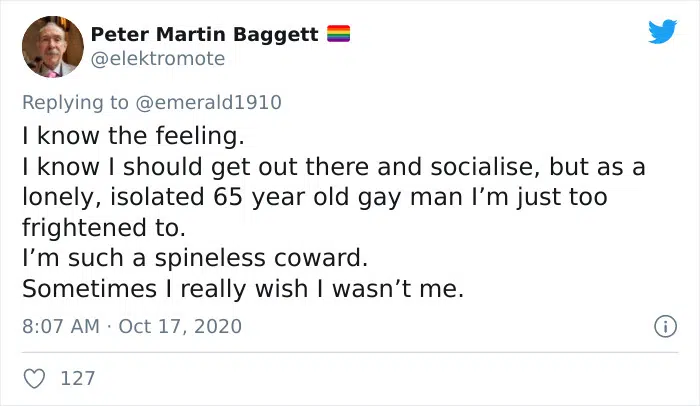 Peter Martin Baggett 🏳️‍🌈
@elektromote
Replying to @emerald1910
I know the feeling.
I know I should get out there and socialise, but as a
lonely, isolated 65 year old gay man I’m just too
frightened to.
I’m such a spineless coward.
Sometimes I really wish I wasn’t me.
8:07 AM · Oct 17, 2020
127